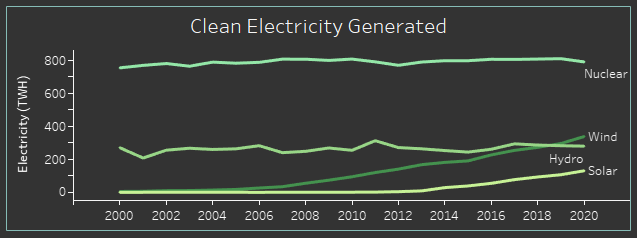 Clean Electricity Generated
Electricity (TWH)
800
600
400
200
0
Nuclear
Wind
Hydro
Solar
2000 2002 2004 2006 2008 2010 2012 2014 2016 2018 2020